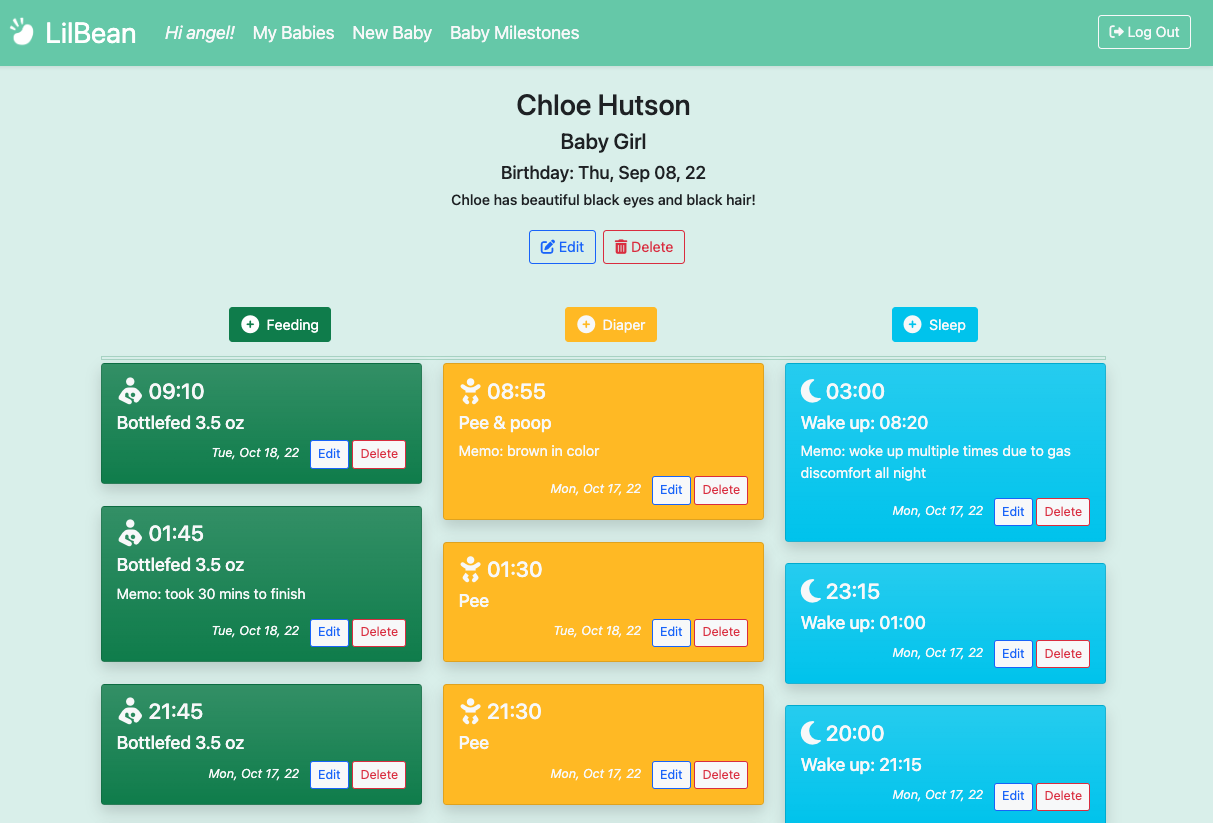 LilBean
Hi angel! My Babies New Baby Baby Milestones
Log Out
Chloe Hutson
Baby Girl
Birthday: Thu, Sep 08, 22
Chloe has beautiful black eyes and black hair!
Edit Delete
Feeding
09:10
Bottlefed 3.5 oz
Tue, Oct 18, 22 Edit Delete
01:45
Bottlefed 3.5 oz
Memo: took 30 mins to finish
Tue, Oct 18, 22 Edit Delete
21:45
Bottlefed 3.5 oz
Mon, Oct 17, 22 Edit Delete
Diaper
08:55
Pee & poop
Memo: brown in color
Mon, Oct 17, 22 Edit Delete
01:30
Pee
Tue, Oct 18, 22 Edit Delete
21:30
Pee
Mon, Oct 17, 22 Edit Delete
Sleep
03:00
Wake up: 08:20
Memo: woke up multiple times due to gas
discomfort all night
Mon, Oct 17, 22 Edit Delete
23:15
Wake up: 01:00
Mon, Oct 17, 22 Edit Delete
20:00
Wake up: 21:15
Mon, Oct 17, 22 Edit Delete